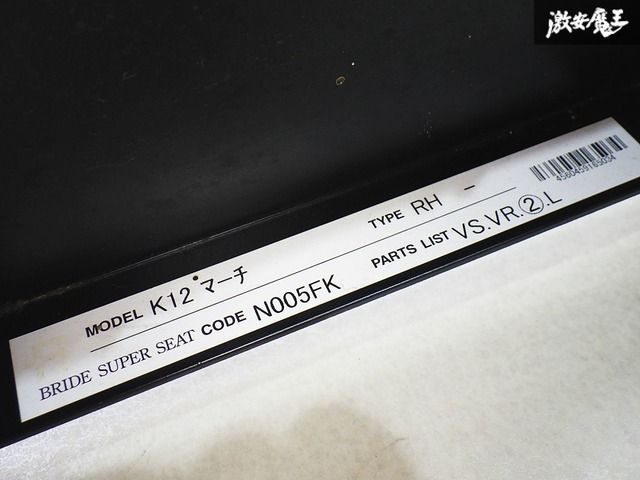 激安魔王
MODEL K12 マーチ TYPE RH -
4580459165034
BRIDE SUPER SEAT CODE N005FK PARTS LIST VS.VR.②.L